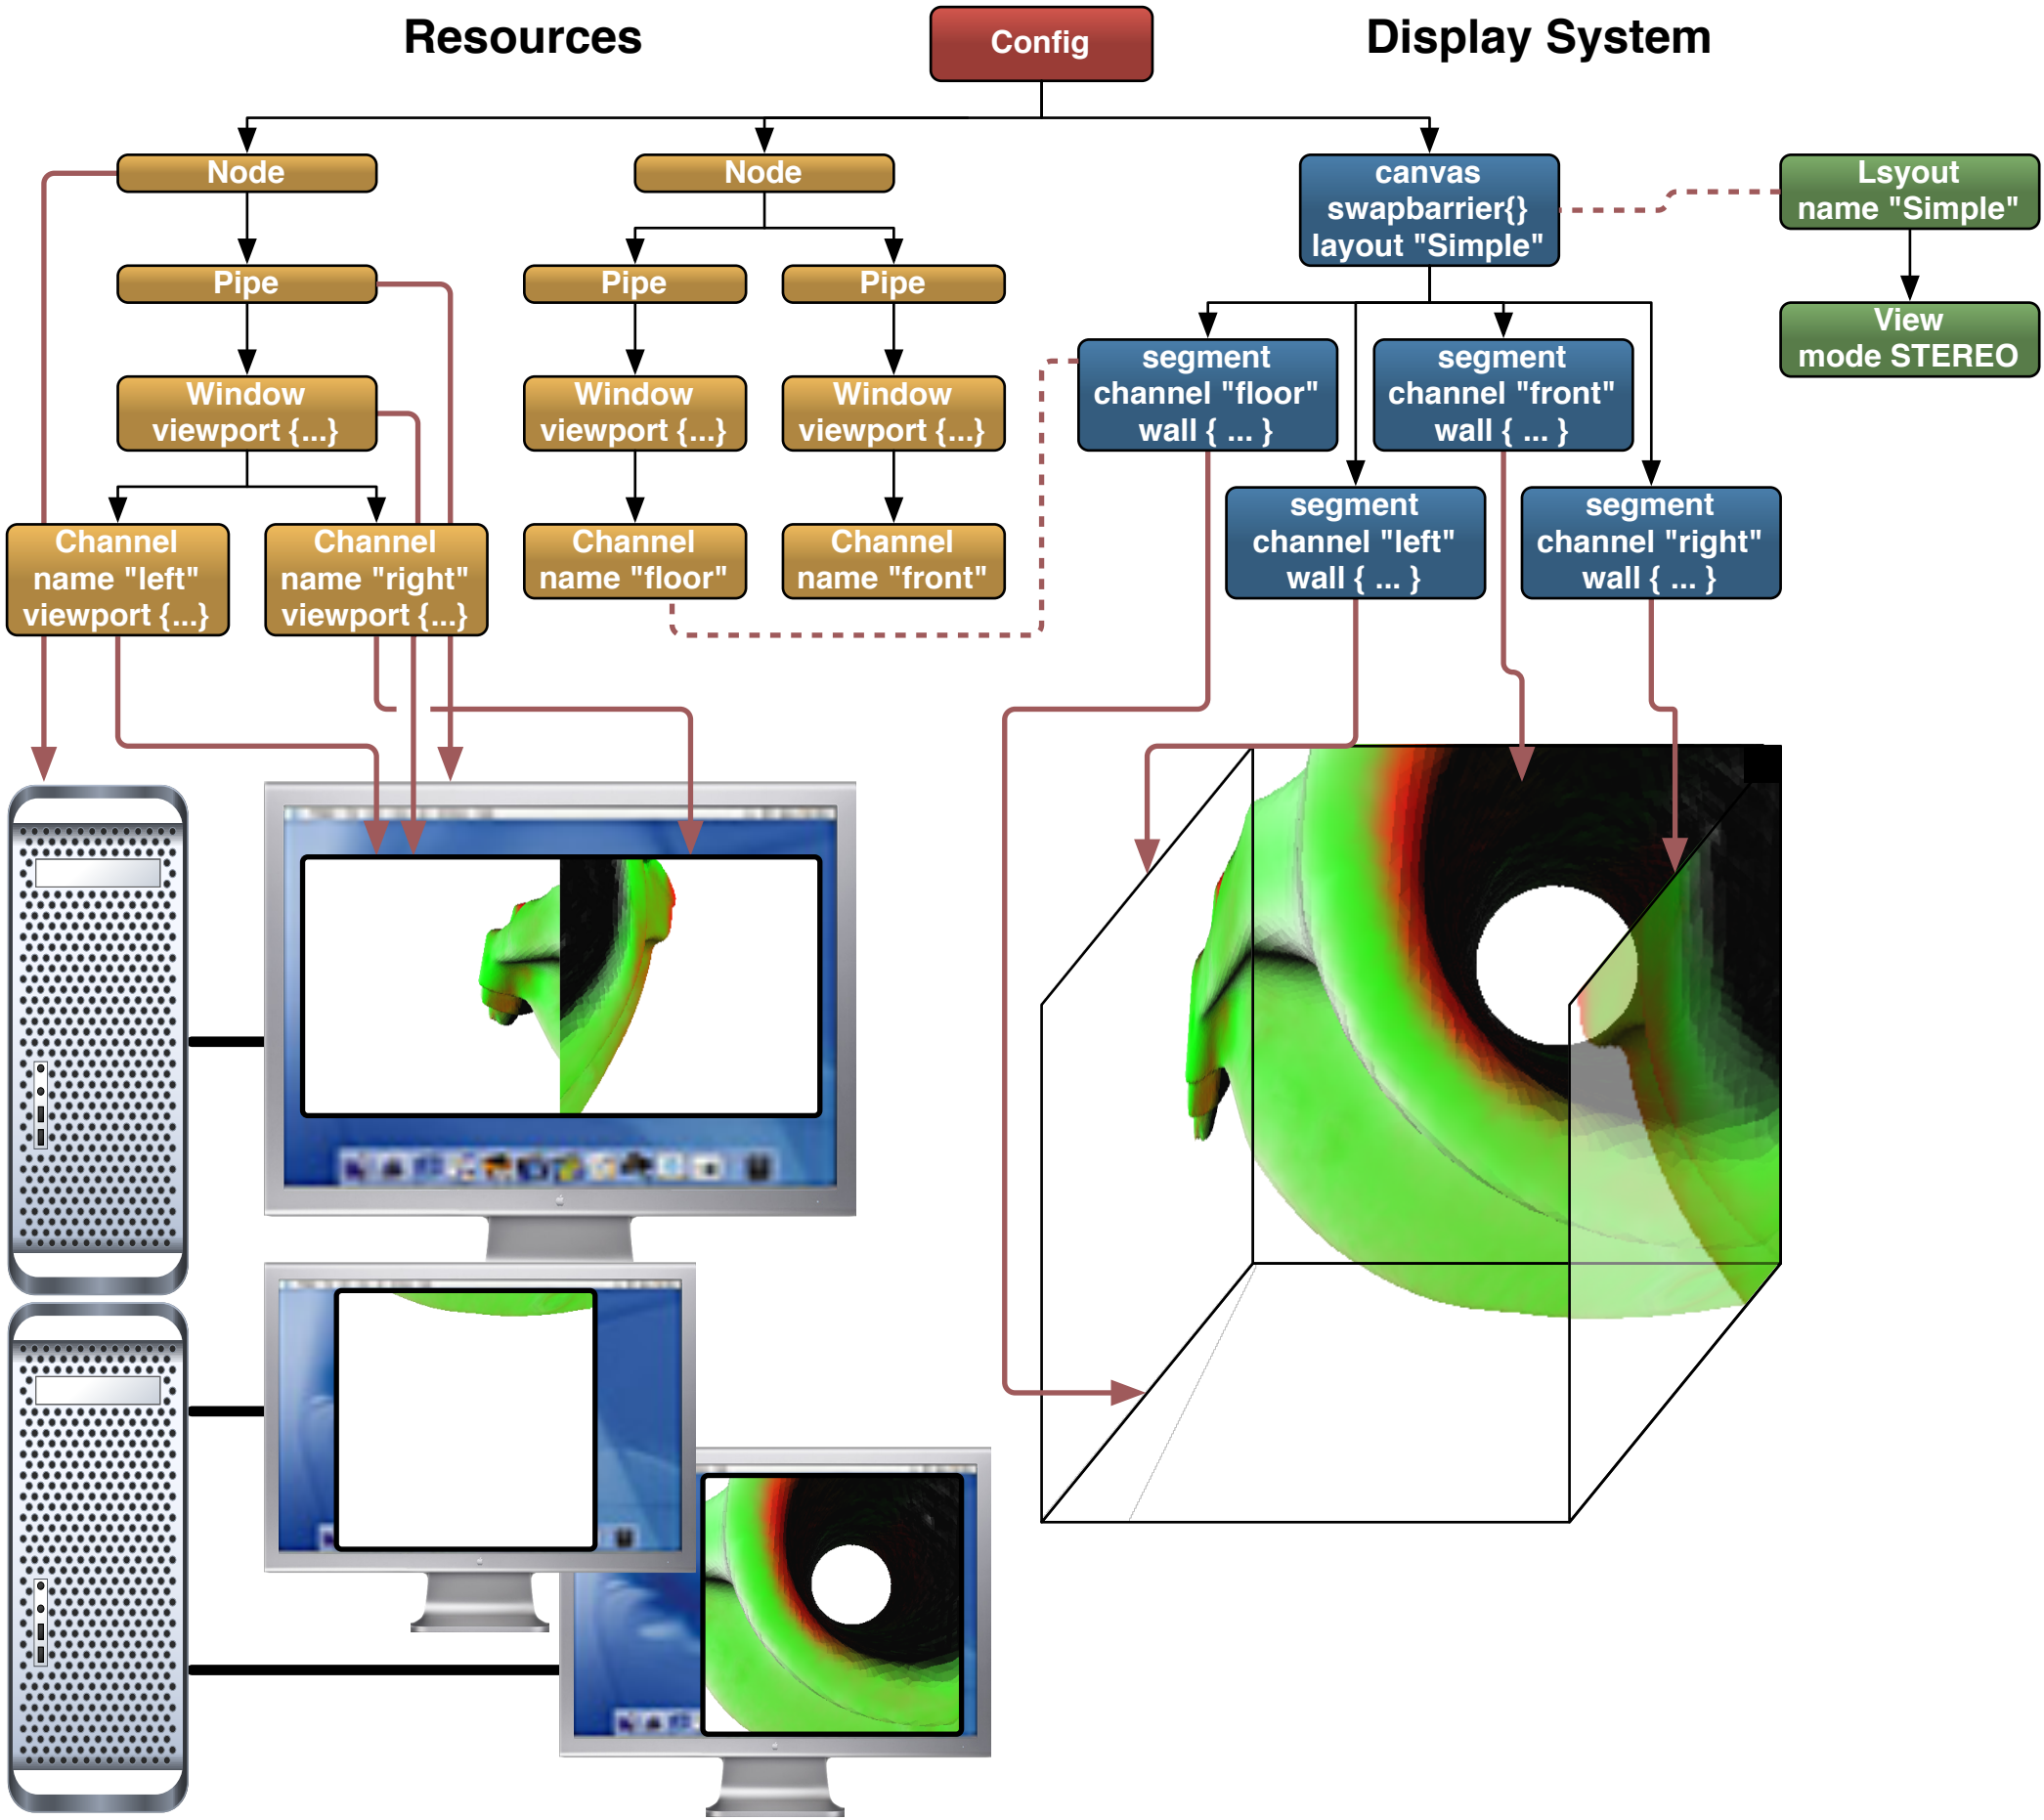 Resources
Config
Display System
Node
Node
canvas
swapbarrier{}
layout "Simple"
Lsyout
name "Simple"
Pipe
Pipe
Pipe
View
mode STEREO
Window
viewport {...}
Window
viewport {...}
Window
viewport {...}
segment
channel "floor"
wall { ... }
segment
channel "front"
wall { ... }
Channel
name "left"
viewport {...}
Channel
name "right"
viewport {...}
Channel
name "floor"
Channel
name "front"
segment
channel "left"
wall { ... }
segment
channel "right"
wall { ... }